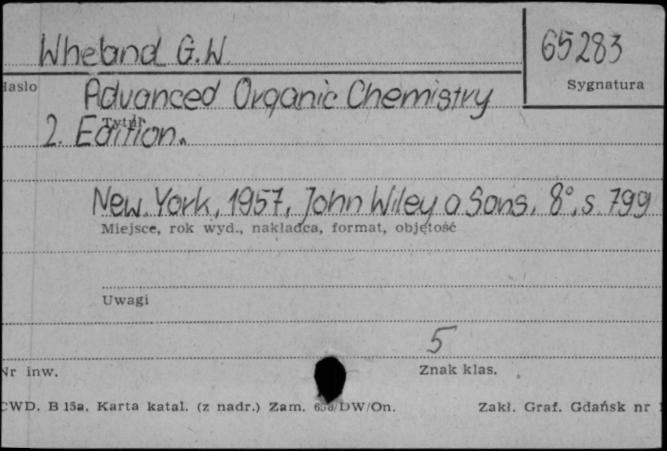 Wheland G.W. 65283
Hasło Sygnatura
Advanced Organic Chemistry
Tytuł
2. Edition.
New. York, 1957, John Wiley a Sons, 8°, s. 799
Miejsce, rok wyd., nakładca, format, objętość
Uwagi
5
Nr inw. Znak klas.
CWD. B 15a. Karta katal. (z nadr.) Zam. /DW/On. Zakł. Graf. Gdańsk nr 1